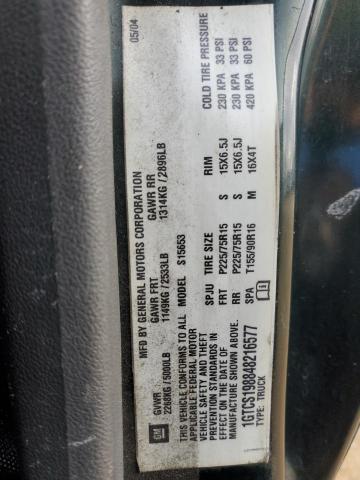 MFD BY GENERAL MOTORS CORPORATION 05/04
GM
GVWR GAWR FRT GAWR RR
2268KG/5000LB 1149KG/2533LB 1314KG/2896LB
THIS VEHICLE CONFORMS TO ALL
APPLICABLE FEDERAL MOTOR
VEHICLE SAFETY AND THEFT
PREVENTION STANDARDS IN
EFFECT ON THE DATE OF
MANUFACTURE SHOWN ABOVE.
1GTCS198848216577
TYPE: TRUCK
MODEL S15653
SPJU TIRE SIZE RIM COLD TIRE PRESSURE
FRT P225/75R15 S 15X6.5J 230 KPA 33 PSI
RR P225/75R15 S 15X6.5J 230 KPA 33 PSI
SPA T155/90R16 M 16X4T 420 KPA 60 PSI